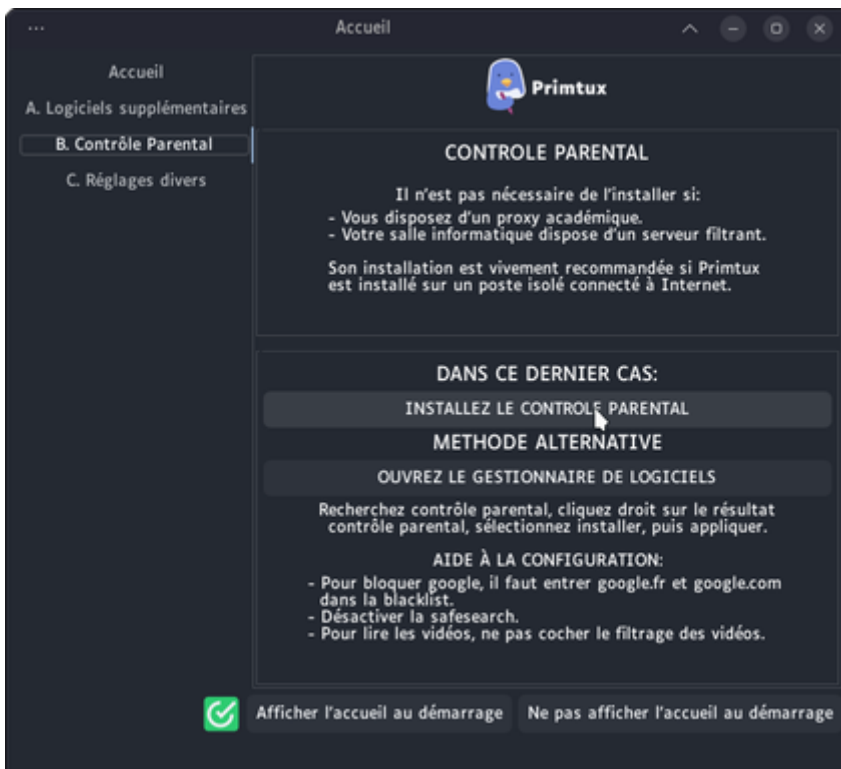 ...
Accueil
Accueil
A. Logiciels supplémentaires
B. Contrôle Parental
C. Réglages divers
Primtux
CONTROLE PARENTAL
Il n'est pas nécessaire de l'installer si:
- Vous disposez d'un proxy académique.
- Votre salle informatique dispose d'un serveur filtrant.
Son installation est vivement recommandée si Primtux
est installé sur un poste isolé connecté à Internet.
DANS CE DERNIER CAS:
INSTALLEZ LE CONTROLE PARENTAL
METHODE ALTERNATIVE
OUVREZ LE GESTIONNAIRE DE LOGICIELS
Recherchez contrôle parental, cliquez droit sur le résultat
contrôle parental, sélectionnez installer, puis appliquer.
AIDE À LA CONFIGURATION:
- Pour bloquer google, il faut entrer google.fr et google.com
dans la blacklist.
- Désactiver la safesearch.
- Pour lire les vidéos, ne pas cocher le filtrage des vidéos.
Afficher l'accueil au démarrage
Ne pas afficher l'accueil au démarrage